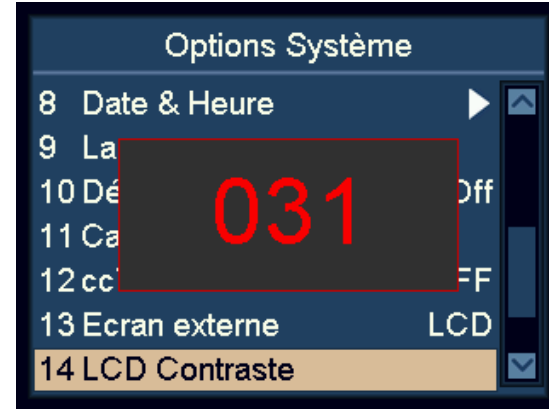 Options Système
8 Date & Heure
9 La
10 Dé Off
031
11 Ca
12 cc FF
13 Ecran externe LCD
14 LCD Contraste